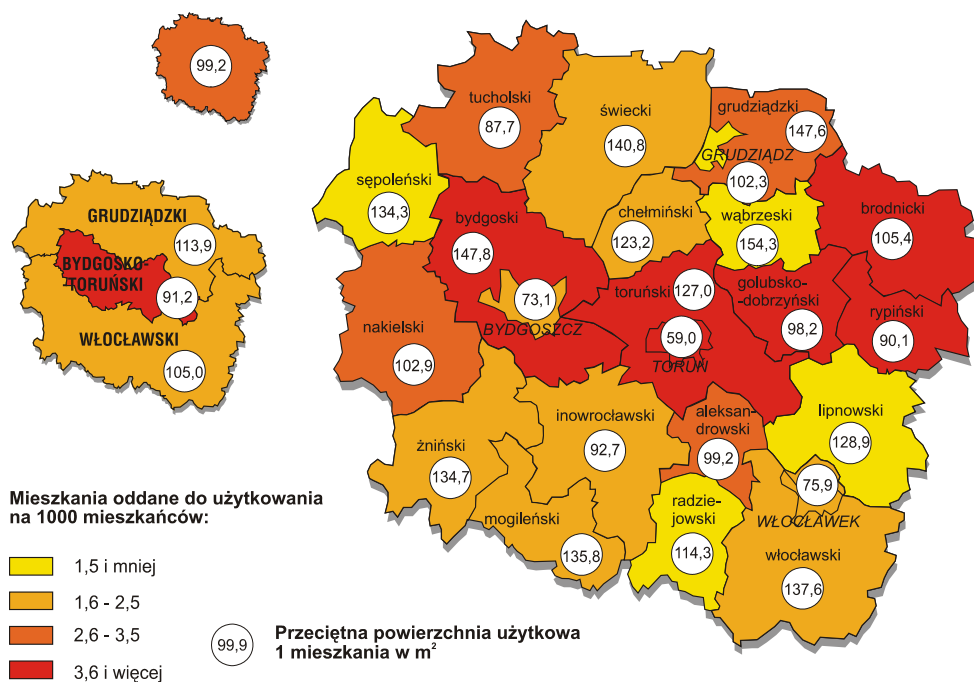 99,2
tucholski
87,7
świecki
140,8
grudziądzki
147,6
GRUDZIĄDZ
102,3
sępoleński
134,3
bydgoski
147,8
chełmiński
123,2
wąbrzeski
154,3
brodnicki
105,4
GRUDZIĄDZKI
113,9
BYDGOSKO-
TORUŃSKI
91,2
WŁOCŁAWSKI
105,0
73,1
BYDGOSZCZ
toruński
127,0
59,0
TORUŃ
golubsko-
dobrzyński
98,2
rypiński
90,1
nakielski
102,9
inowrocławski
92,7
aleksan-
drowski
99,2
lipnowski
128,9
żniński
134,7
mogileński
135,8
radzie-
jowski
114,3
75,9
WŁOCŁAWEK
włocławski
137,6
Mieszkania oddane do użytkowania
na 1000 mieszkańców:
1,5 i mniej
1,6 - 2,5
2,6 - 3,5
3,6 i więcej
99,9
Przeciętna powierzchnia użytkowa
1 mieszkania w m²